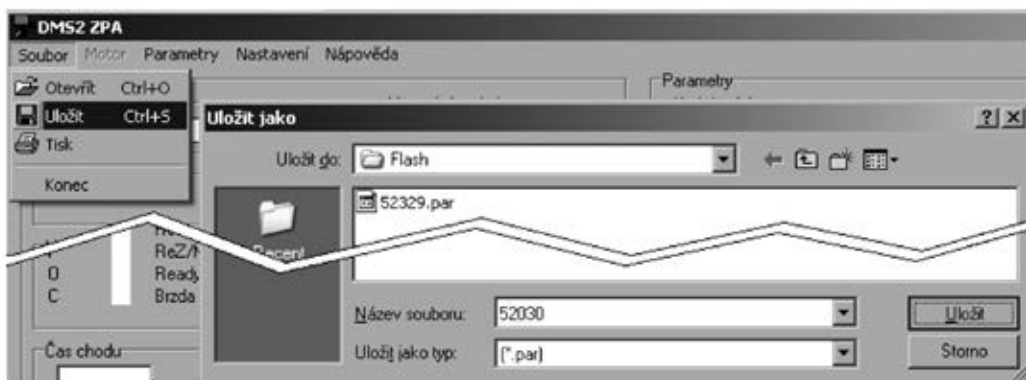 DMS2 ZPA
Soubor Motor Parametry Nastavení Nápověda
Otevřít Ctrl+O
Uložit Ctrl+S
Tisk
Konec
Parametry
Uložit jako
Uložit do: Flash
52329.par
Recent
ReZ/
O Ready
C Brzda
Čas chodu
Název souboru: 52030 Uložit
Uložit jako typ: (*.par) Storno